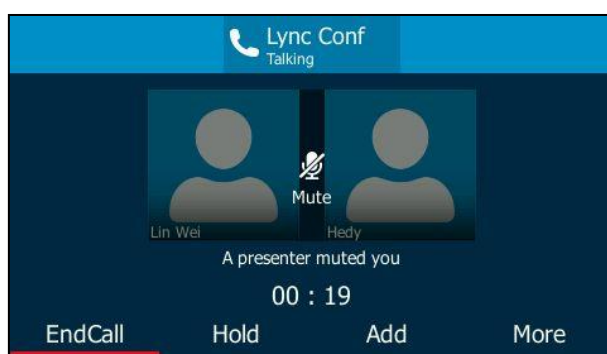 Lync Conf
Talking
Mute
Lin Wei
Hedy
A presenter muted you
00 : 19
EndCall
Hold
Add
More